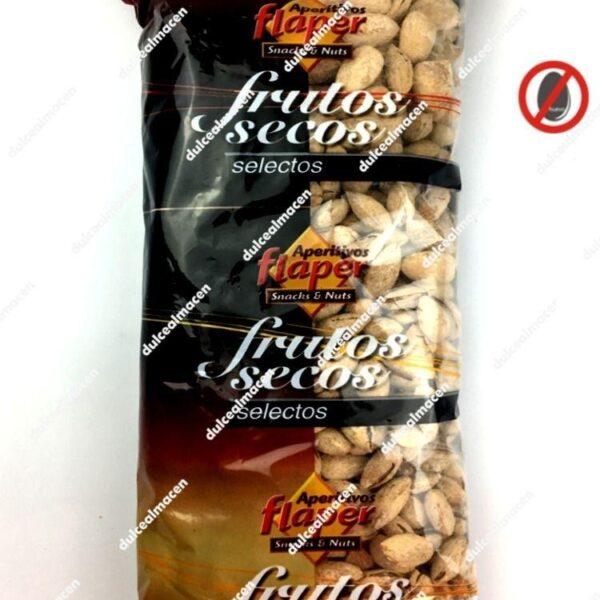 Aperitivos
flaper
Snacks & Nuts
frutos
secos
selectos
Aperitivos
flaper
Snacks & Nuts
frutos
secos
selectos
Aperitivos
flaper
Snacks & Nuts
frutos
dulcealmacen